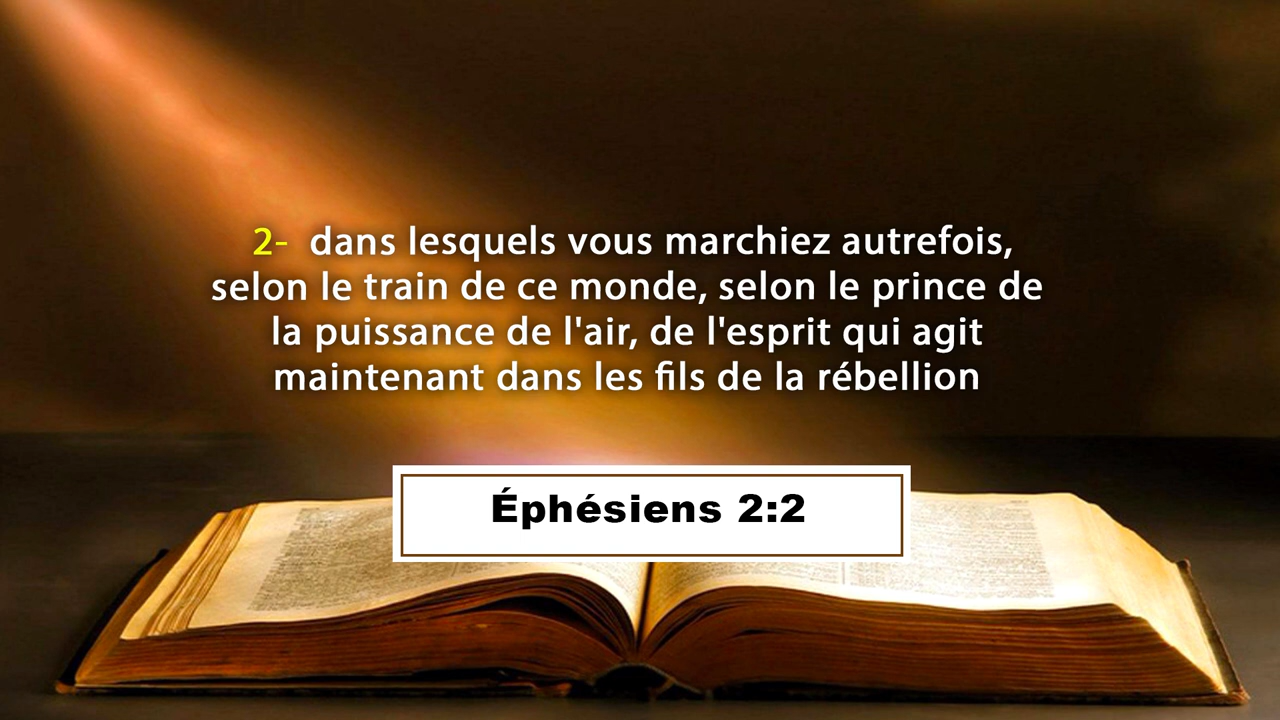 2- dans lesquels vous marchiez autrefois,
selon le train de ce monde, selon le prince de
la puissance de l'air, de l'esprit qui agit
maintenant dans les fils de la rébellion
Éphésiens 2:2